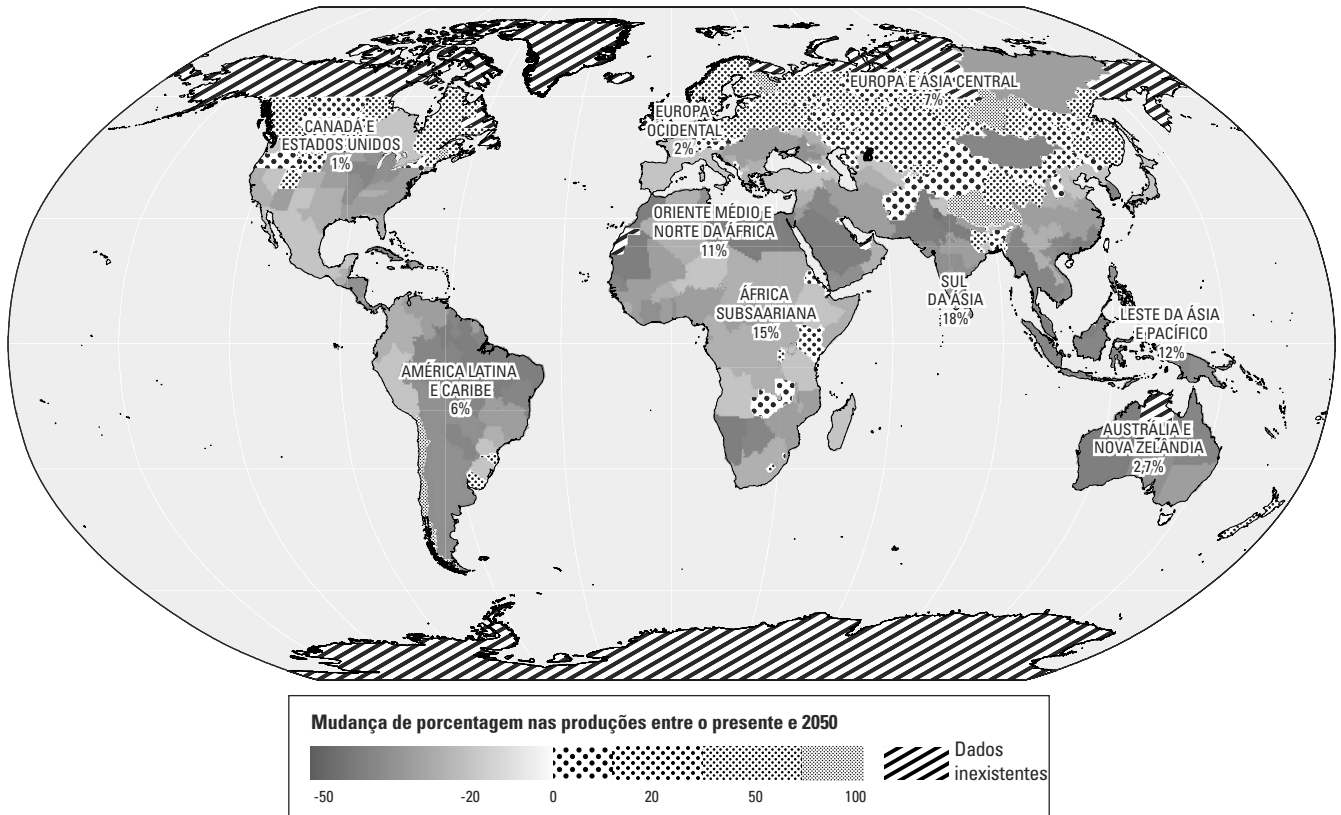 EUROPA E ÁSIA CENTRAL
7%
EUROPA
OCIDENTAL
2%
CANADÁ E
ESTADOS UNIDOS
1%
ORIENTE MÉDIO E
NORTE DA ÁFRICA
11%
SUL
DA ÁSIA
18%
ÁFRICA
SUBSAARIANA
15%
LESTE DA ÁSIA
E PACÍFICO
12%
AMÉRICA LATINA
E CARIBE
6%
AUSTRÁLIA E
NOVA ZELÂNDIA
2,7%
Mudança de porcentagem nas produções entre o presente e 2050
Dados
inexistentes
-50 -20 0 20 50 100